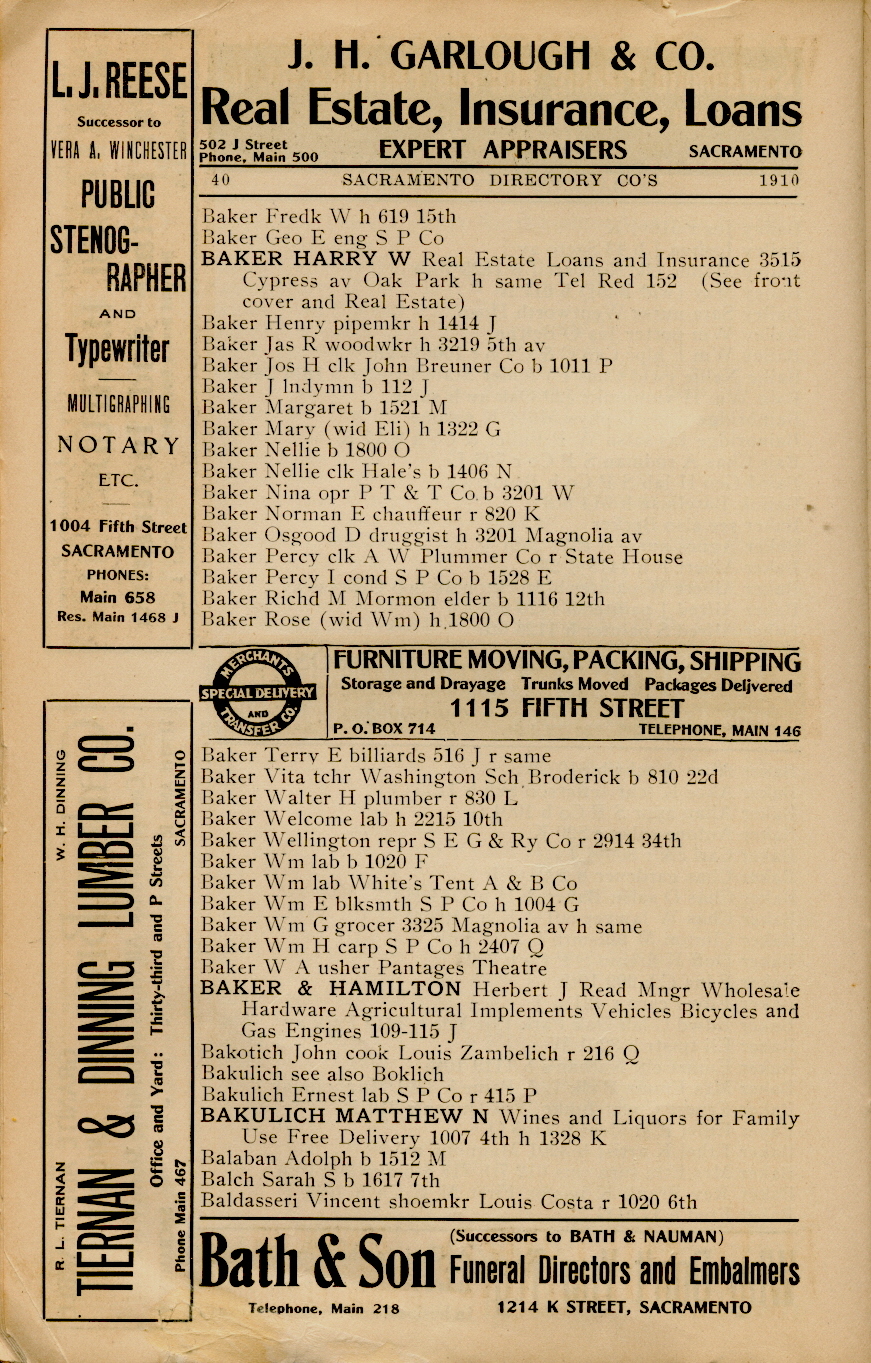 L. J. REESE
Successor to
VERA A. WINCHESTER
PUBLIC
STENOG-
RAPHER
AND
Typewriter
MULTIGRAPHING
NOTARY
ETC.
1004 Fifth Street
SACRAMENTO
PHONES:
Main 658
Res. Main 1468 J
J. H. GARLOUGH & CO.
Real Estate, Insurance, Loans
502 J Street
Phone, Main 500
EXPERT APPRAISERS
SACRAMENTO
40 SACRAMENTO DIRECTORY CO'S 1910
Baker Fredk W h 619 15th
Baker Geo E eng S P Co
BAKER HARRY W Real Estate Loans and Insurance 3515
Cypress av Oak Park h same Tel Red 152 (See front
cover and Real Estate)
Baker Henry pipemkr h 1414 J
Baker Jas R woodwkr h 3219 5th av
Baker Jos H clk John Breuner Co b 1011 P
Baker J lndymn b 112 J
Baker Margaret b 1521 M
Baker Mary (wid Eli) h 1322 G
Baker Nellie b 1800 O
Baker Nellie clk Hale's b 1406 N
Baker Nina opr P T & T Co. b 3201 W
Baker Norman E chauffeur r 820 K
Baker Osgood D druggist h 3201 Magnolia av
Baker Percy clk A W Plummer Co r State House
Baker Percy I cond S P Co b 1528 E
Baker Richd M Mormon elder b 1116 12th
Baker Rose (wid Wm) h 1800 O
MERCHANTS
SPECIAL DELIVERY
AND
TRANSFER CO.
FURNITURE MOVING, PACKING, SHIPPING
Storage and Drayage Trunks Moved Packages Delivered
1115 FIFTH STREET
P. O. BOX 714 TELEPHONE, MAIN 146
Baker Terry E billiards 516 J r same
Baker Vita tchr Washington Sch Broderick b 810 22d
Baker Walter H plumber r 830 L
Baker Welcome lab h 2215 10th
Baker Wellington repr S E G & Ry Co r 2914 34th
Baker Wm lab b 1020 F
Baker Wm lab White's Tent A & B Co
Baker Wm E blksmth S P Co h 1004 G
Baker Wm G grocer 3325 Magnolia av h same
Baker Wm H carp S P Co h 2407 Q
Baker W A usher Pantages Theatre
BAKER & HAMILTON Herbert J Read Mngr Wholesale
Hardware Agricultural Implements Vehicles Bicycles and
Gas Engines 109-115 J
Bakotich John cook Louis Zambelich r 216 Q
Bakulich see also Boklich
Bakulich Ernest lab S P Co r 415 P
BAKULICH MATTHEW N Wines and Liquors for Family
Use Free Delivery 1007 4th h 1328 K
Balaban Adolph b 1512 M
Balch Sarah S b 1617 7th
Baldasseri Vincent shoemkr Louis Costa r 1020 6th
R. L. TIERNAN W. H. DINNING
TIERNAN & DINNING LUMBER CO.
Office and Yard: Thirty-third and P Streets
Phone Main 467 SACRAMENTO
Bath & Son
(Successors to BATH & NAUMAN)
Funeral Directors and Embalmers
Telephone, Main 218
1214 K STREET, SACRAMENTO